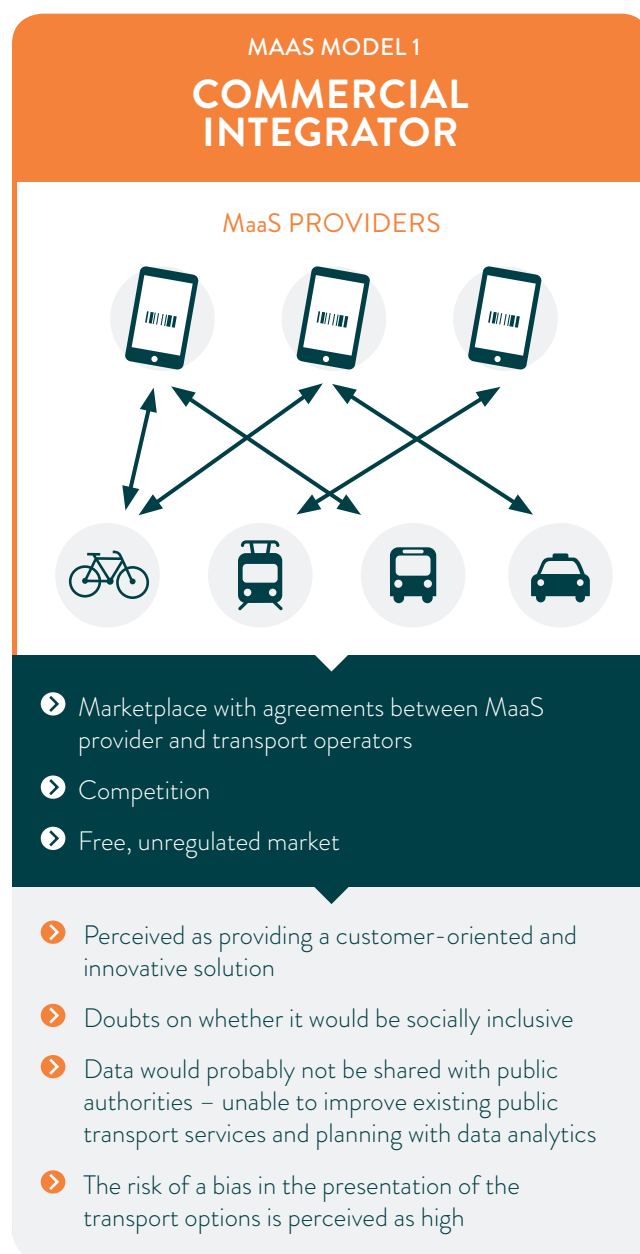 MAAS MODEL 1
COMMERCIAL
INTEGRATOR
MaaS PROVIDERS
Marketplace with agreements between MaaS
provider and transport operators
Competition
Free, unregulated market
Perceived as providing a customer-oriented and
innovative solution
Doubts on whether it would be socially inclusive
Data would probably not be shared with public
authorities – unable to improve existing public
transport services and planning with data analytics
The risk of a bias in the presentation of the
transport options is perceived as high